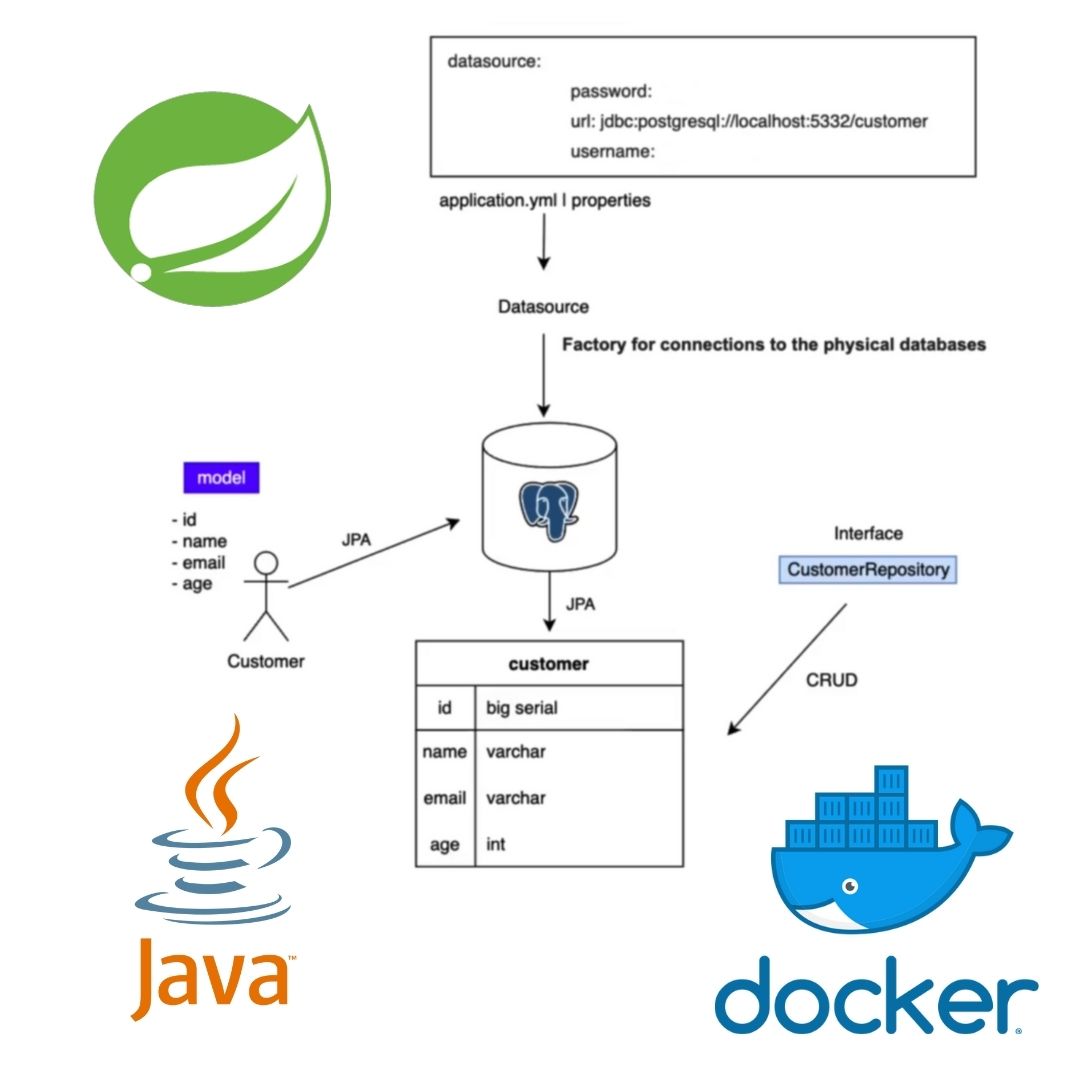 datasource:
password:
url: jdbc:postgresql://localhost:5332/customer
username:
application.yml | properties
Datasource
Factory for connections to the physical databases
model
- id
- name
- email
- age
JPA
Customer
Interface
CustomerRepository
JPA
CRUD
customer
id big serial
name varchar
email varchar
age int
Java™
docker®